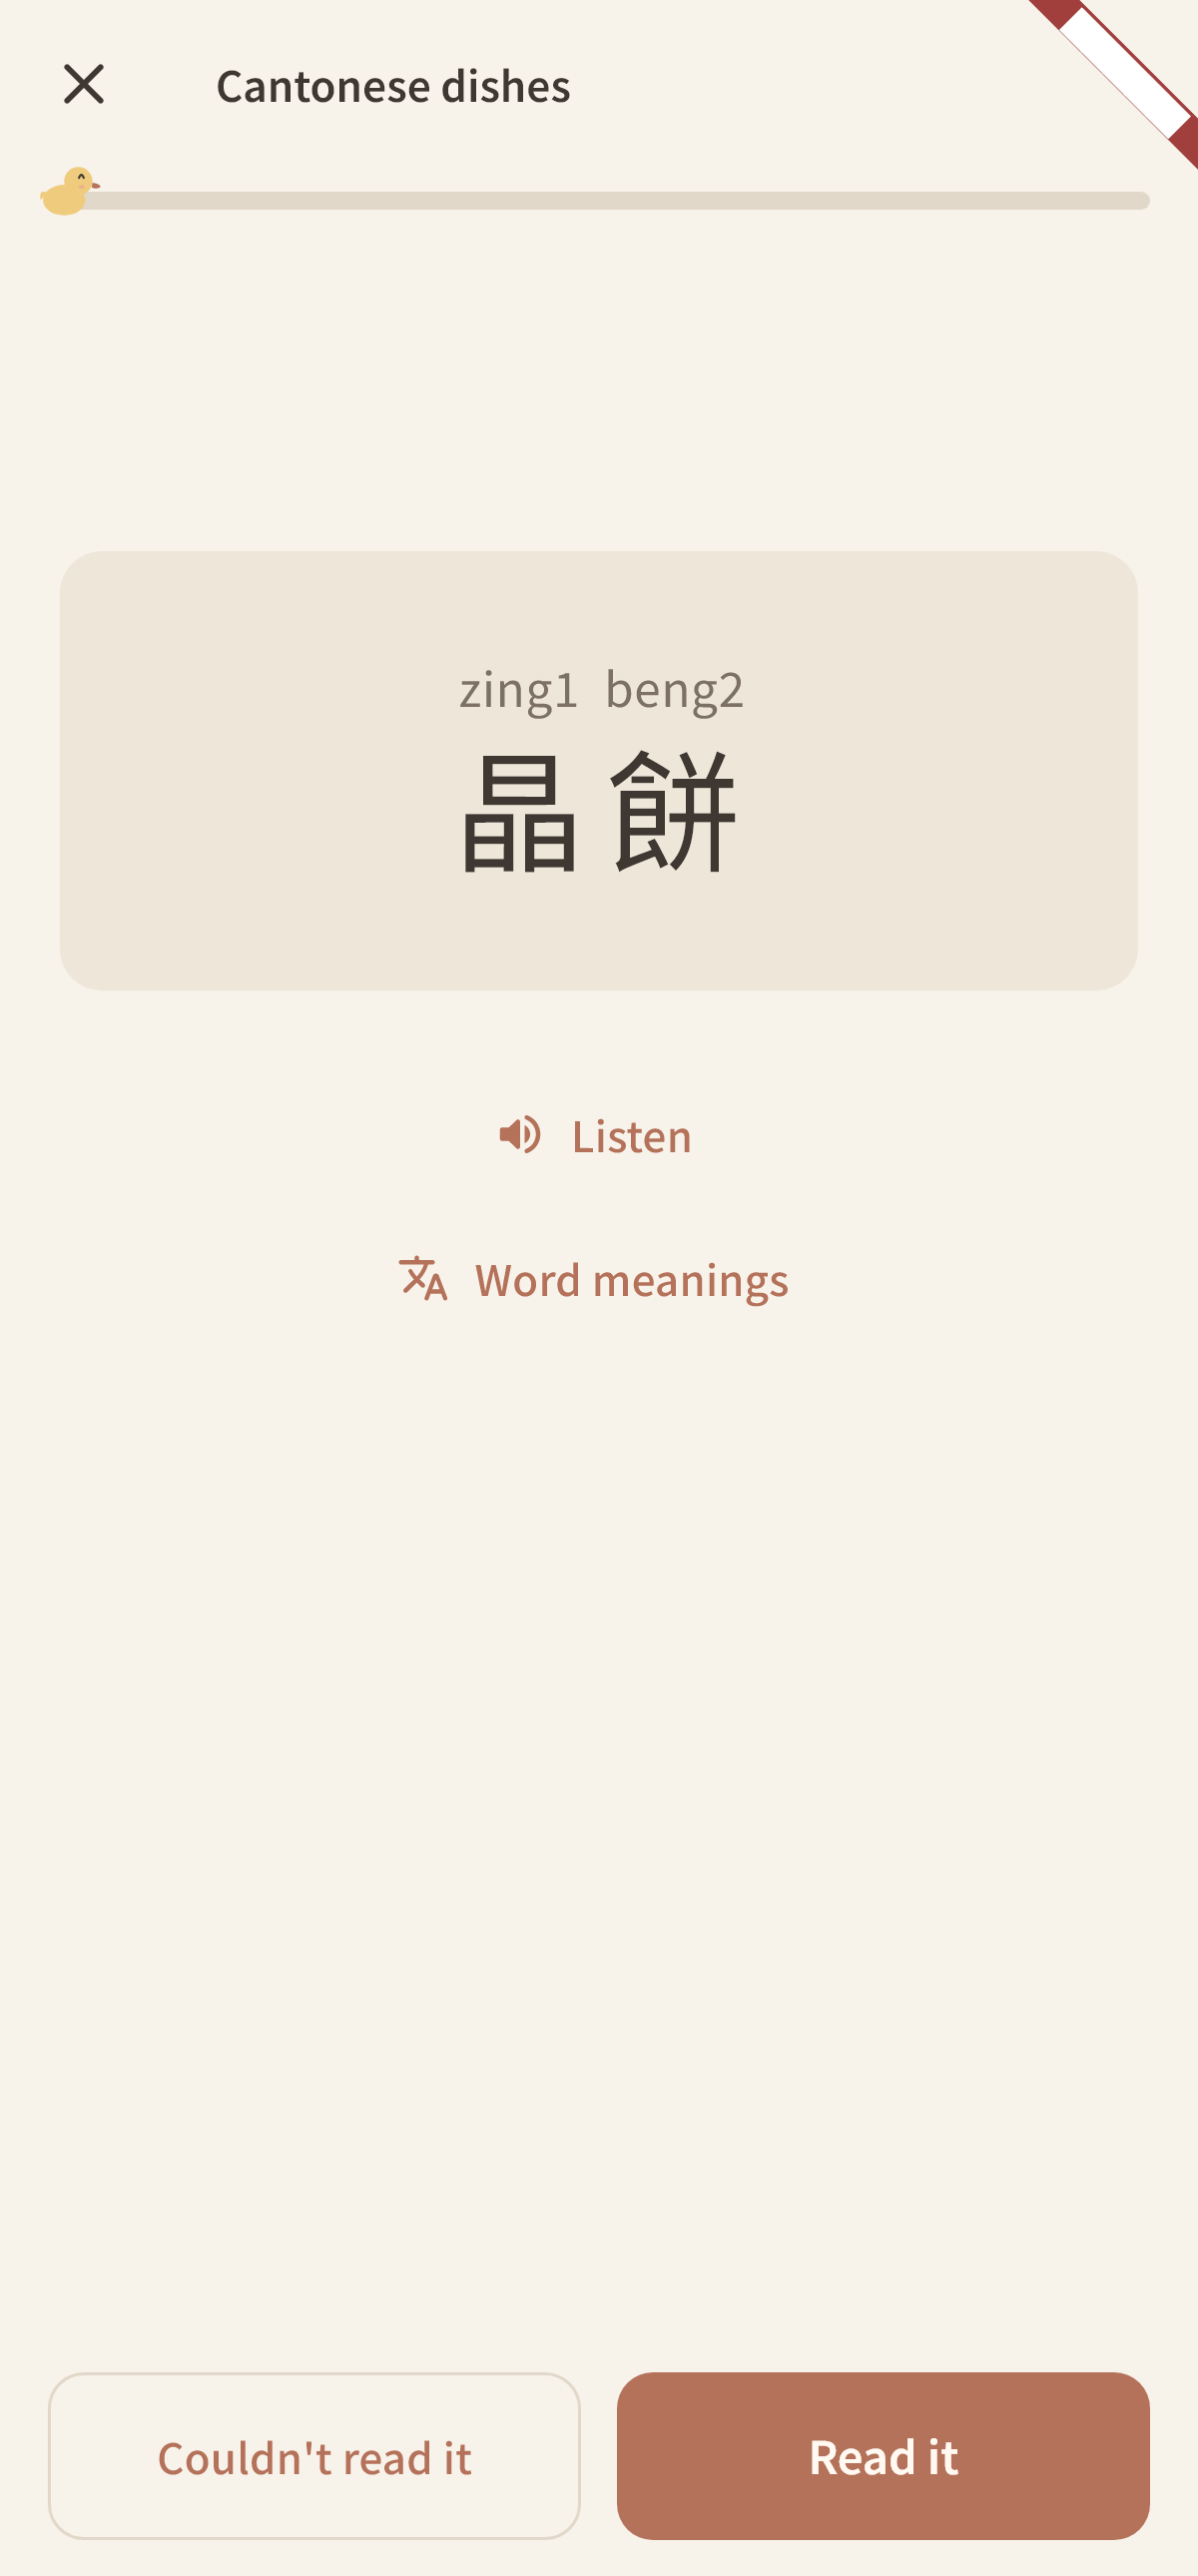 Cantonese dishes
zing1 beng2
晶餅
Listen
Word meanings
Couldn't read it
Read it